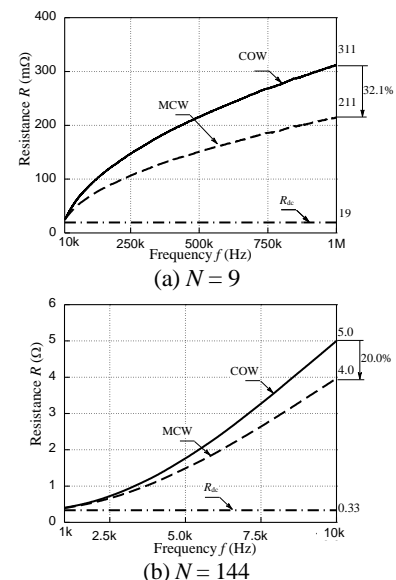 400
300
200
100
0
Resistance R (mΩ)
COW
MCW
R_dc
311
32.1%
211
19
10k 250k 500k 750k 1M
Frequency f (Hz)
(a) N = 9
6
5
4
3
2
1
0
Resistance R (Ω)
COW
MCW
R_dc
5.0
20.0%
4.0
0.33
1k 2.5k 5.0k 7.5k 10k
Frequency f (Hz)
(b) N = 144